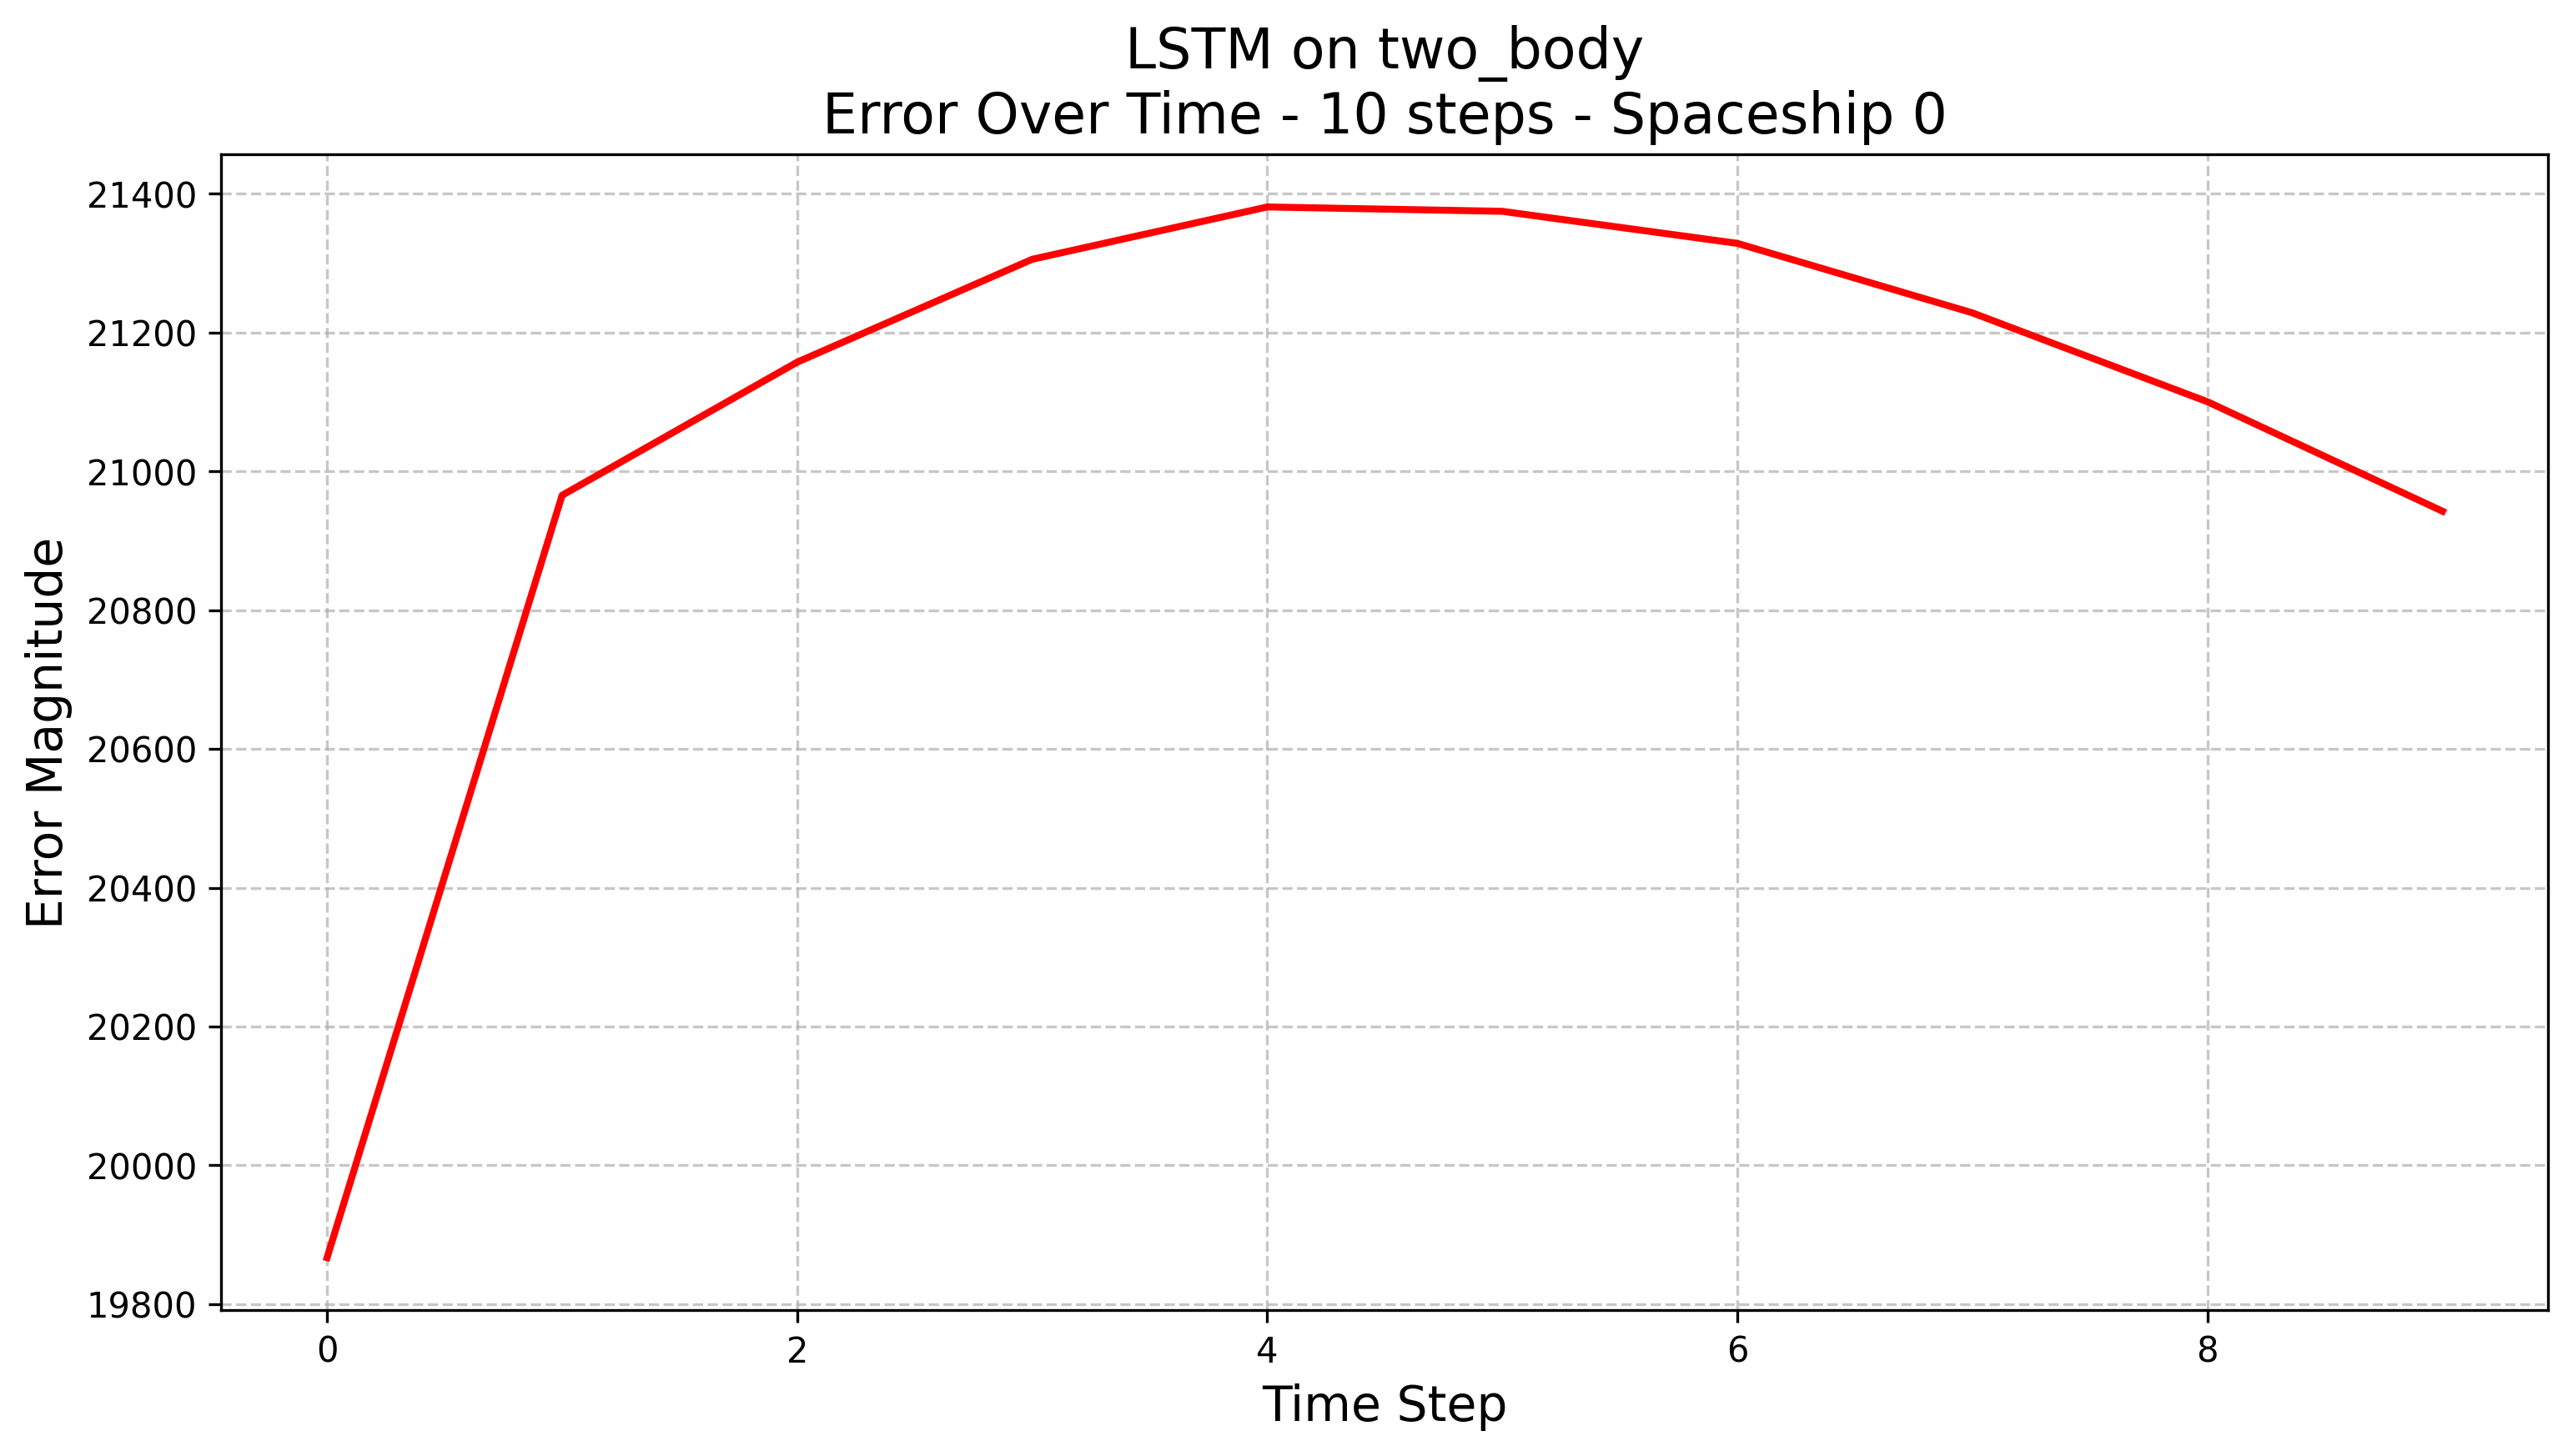 LSTM on two_body
Error Over Time - 10 steps - Spaceship 0
Error Magnitude
21400
21200
21000
20800
20600
20400
20200
20000
19800
0 2 4 6 8
Time Step